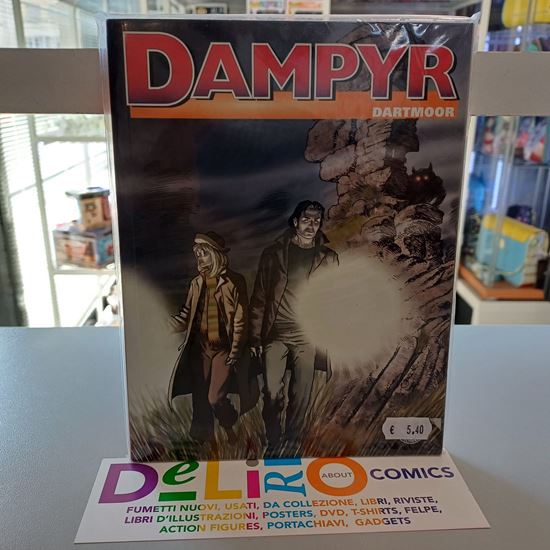 DAMPYR
DARTMOOR
€ 5,40
DeLiRiO ABOUT COMICS
FUMETTI NUOVI, USATI, DA COLLEZIONE, LIBRI, RIVISTE,
LIBRI D'ILLUSTRAZIONI, POSTERS, DVD, T-SHIRTS, FELPE,
ACTION FIGURES, PORTACHIAVI, GADGETS